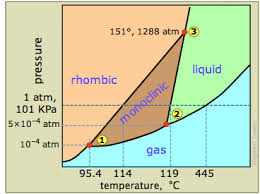 151°, 1288 atm
3
rhombic
liquid
monoclinic
pressure
1 atm,
101 KPa
2
5×10⁻⁴ atm
1
10⁻⁴ atm
gas
95.4 114 119 445
temperature, °C